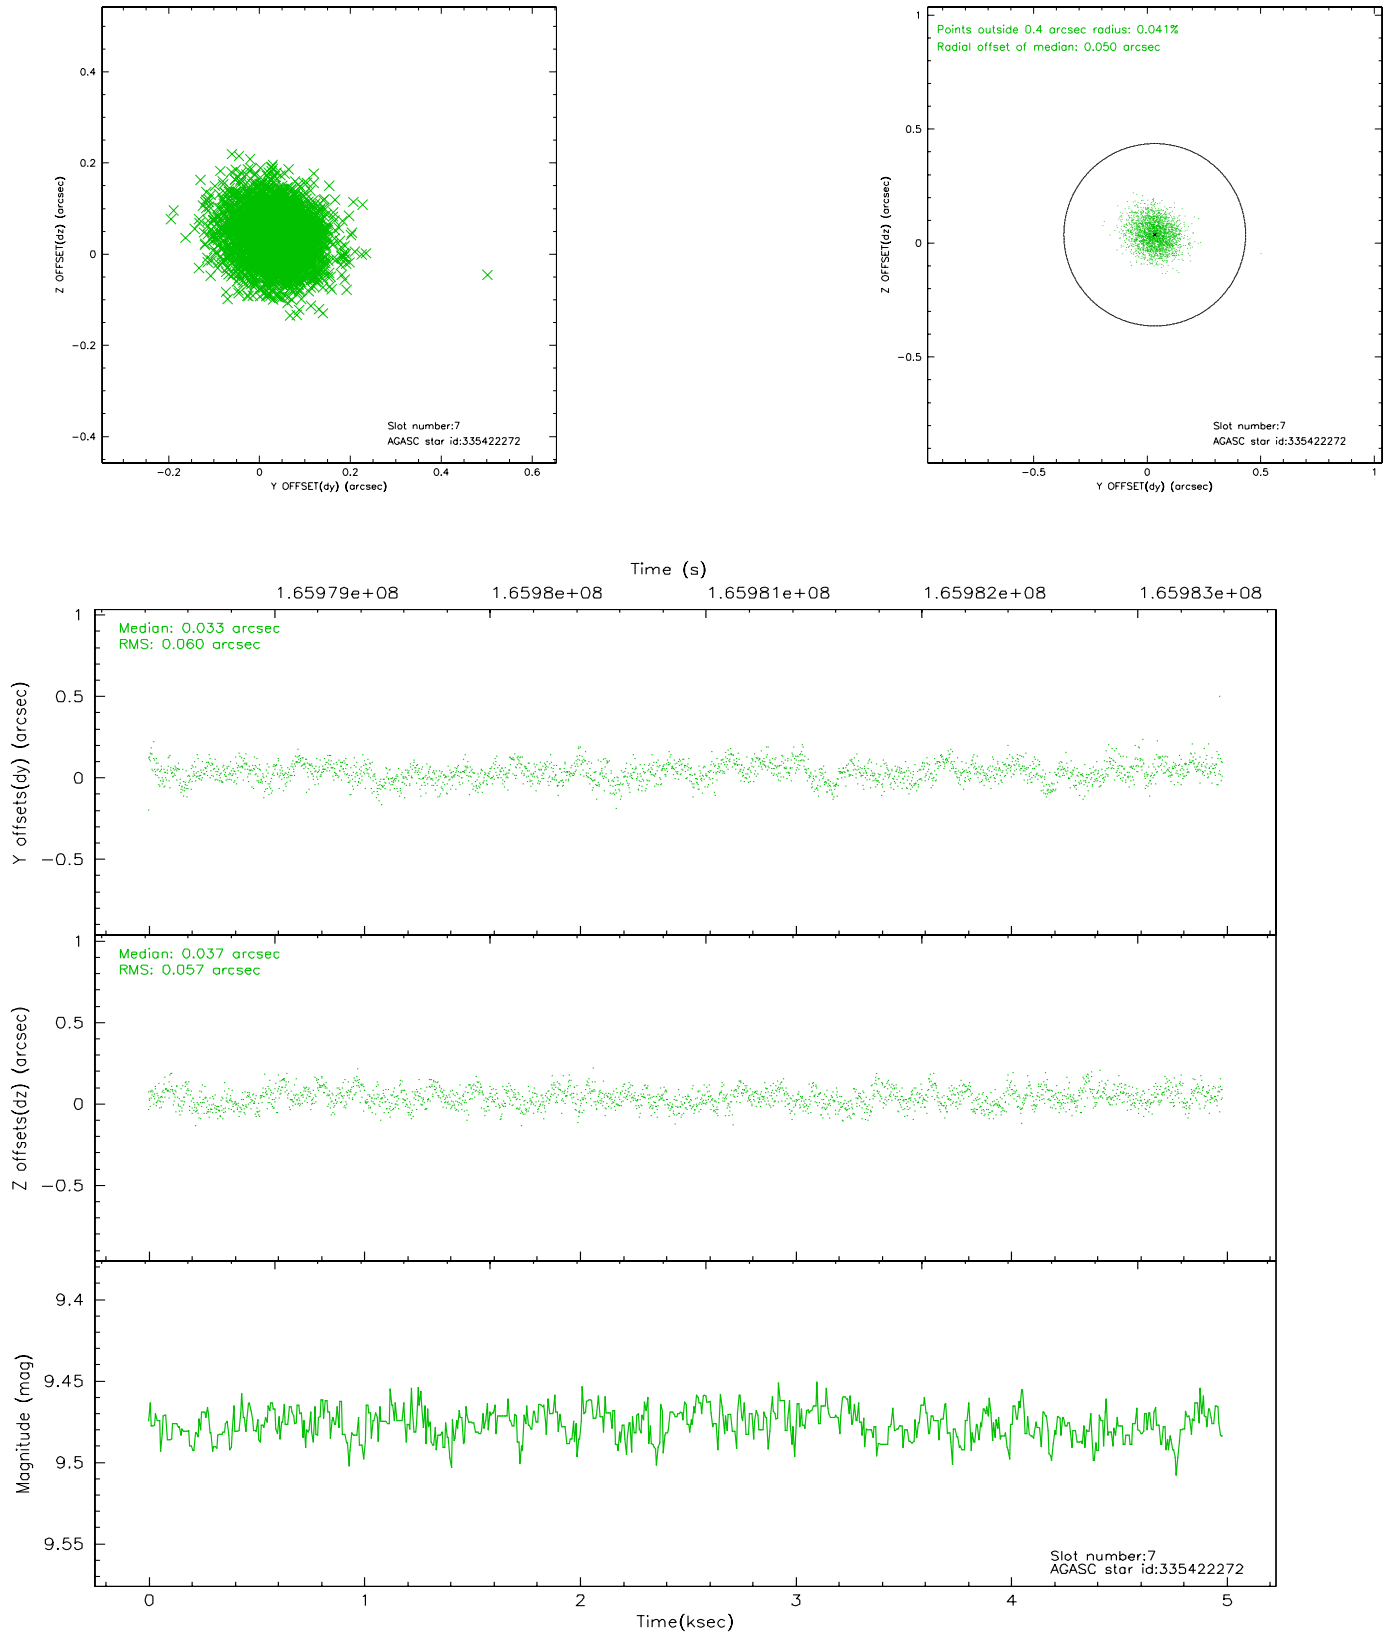 0.4
0.2
0
−0.2
−0.4
Z OFFSET(dz) (arcsec)
Slot number:7
AGASC star id:335422272
−0.2 0 0.2 0.4 0.6
Y OFFSET(dy) (arcsec)
Points outside 0.4 arcsec radius: 0.041%
Radial offset of median: 0.050 arcsec
1
0.5
0
−0.5
Z OFFSET(dz) (arcsec)
Slot number:7
AGASC star id:335422272
−0.5 0 0.5 1
Y OFFSET(dy) (arcsec)
Time (s)
1.65979e+08 1.6598e+08 1.65981e+08 1.65982e+08 1.65983e+08
Median: 0.033 arcsec
RMS: 0.060 arcsec
1
0.5
0
−0.5
Y offsets(dy) (arcsec)
Median: 0.037 arcsec
RMS: 0.057 arcsec
1
0.5
0
−0.5
Z offsets(dz) (arcsec)
9.4
9.45
9.5
9.55
Magnitude (mag)
Slot number:7
AGASC star id:335422272
0 1 2 3 4 5
Time(ksec)